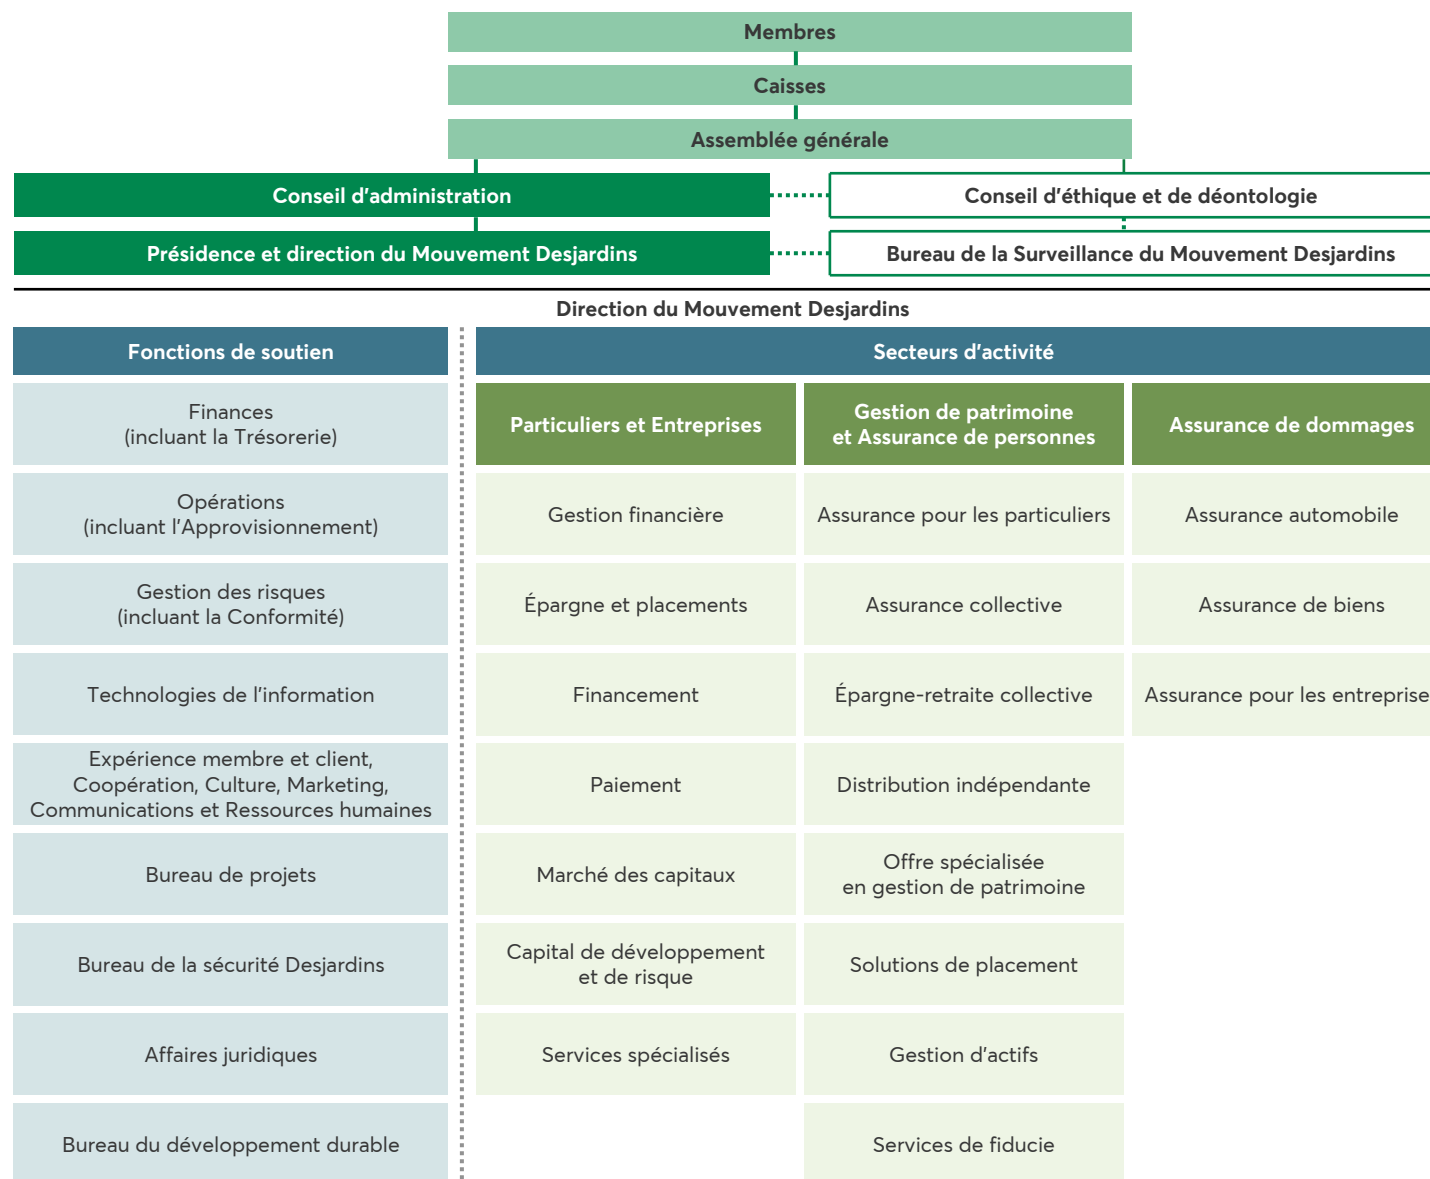 Membres
Caisses
Assemblée générale
Conseil d'administration
Conseil d'éthique et de déontologie
Présidence et direction du Mouvement Desjardins
Bureau de la Surveillance du Mouvement Desjardins
Direction du Mouvement Desjardins
Fonctions de soutien
Secteurs d'activité
Finances
(incluant la Trésorerie)
Particuliers et Entreprises
Gestion de patrimoine
et Assurance de personnes
Assurance de dommages
Opérations
(incluant l'Approvisionnement)
Gestion financière
Assurance pour les particuliers
Assurance automobile
Gestion des risques
(incluant la Conformité)
Épargne et placements
Assurance collective
Assurance de biens
Technologies de l'information
Financement
Épargne-retraite collective
Assurance pour les entreprise
Expérience membre et client,
Coopération, Culture, Marketing,
Communications et Ressources humaines
Paiement
Distribution indépendante
Bureau de projets
Marché des capitaux
Offre spécialisée
en gestion de patrimoine
Bureau de la sécurité Desjardins
Capital de développement
et de risque
Solutions de placement
Affaires juridiques
Services spécialisés
Gestion d'actifs
Bureau du développement durable
Services de fiducie